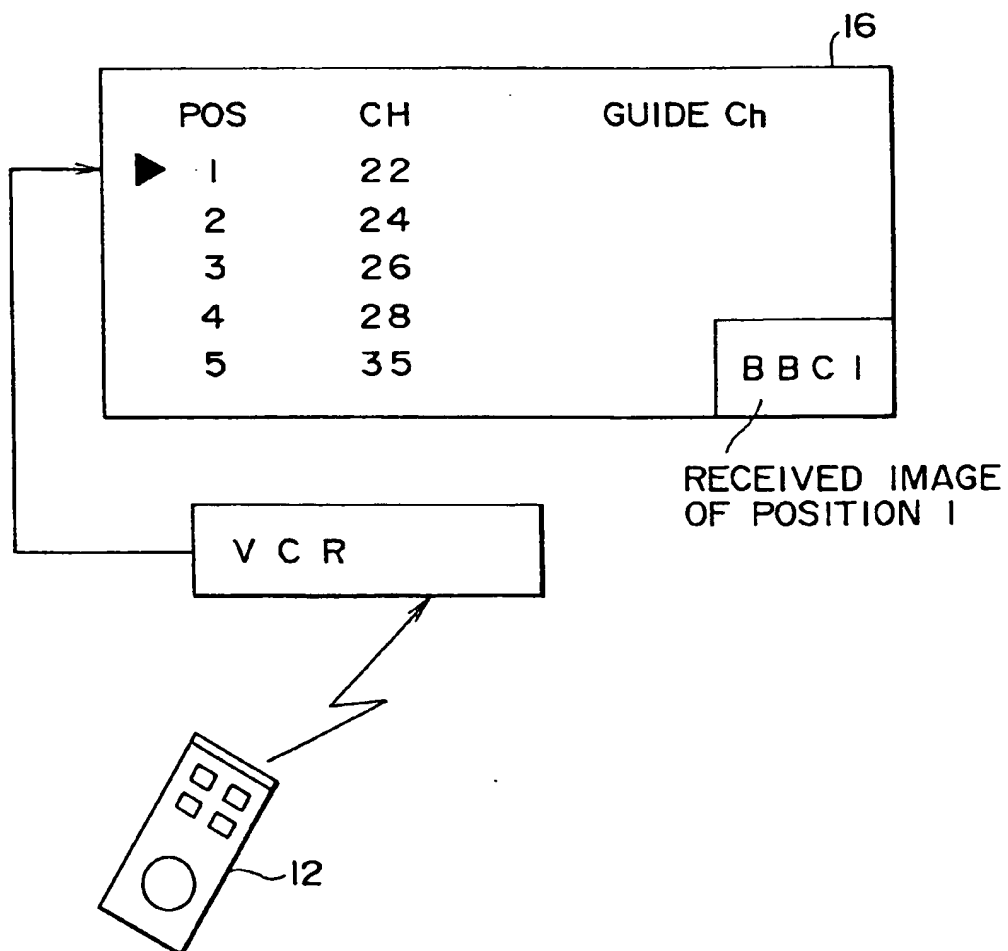 16
POS CH GUIDE Ch
1 22
2 24
3 26
4 28
5 35
BBC 1
RECEIVED IMAGE
OF POSITION 1
VCR
12